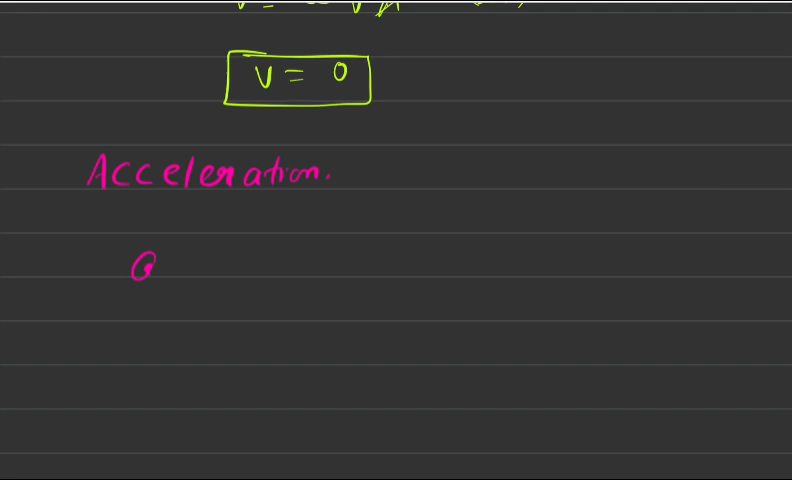 V = 0
Acceleration.